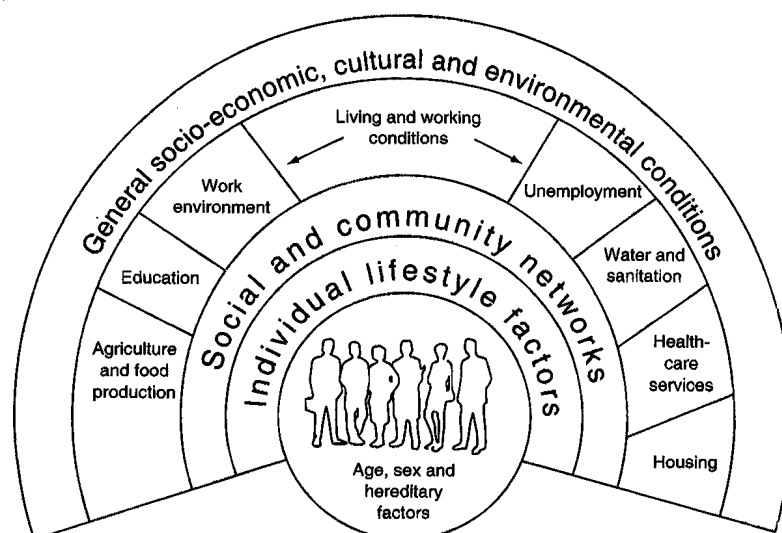 General socio-economic, cultural and environmental conditions
Living and working
conditions
Work
environment
Unemployment
Education
Water and
sanitation
Agriculture
and food
production
Health-
care
services
Housing
Social and community networks
Individual lifestyle factors
Age, sex and
hereditary
factors